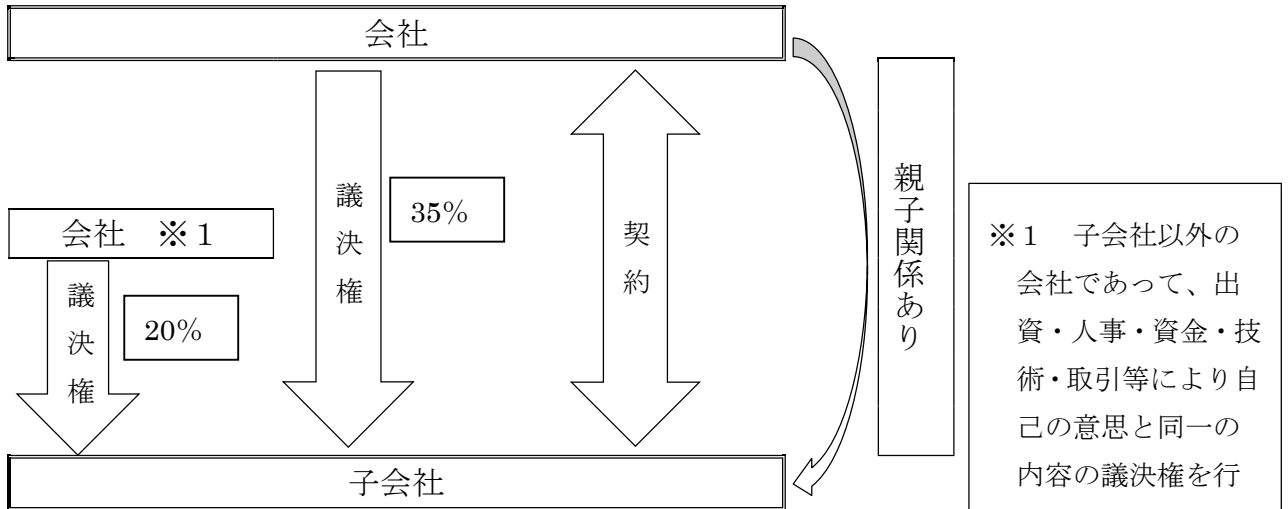 会社
議決権
35%
契約
親子関係あり
会社 ※1
議決権
20%
子会社
※1 子会社以外の
会社であって、出
資・人事・資金・技
術・取引等により自
己の意思と同一の
内容の議決権を行